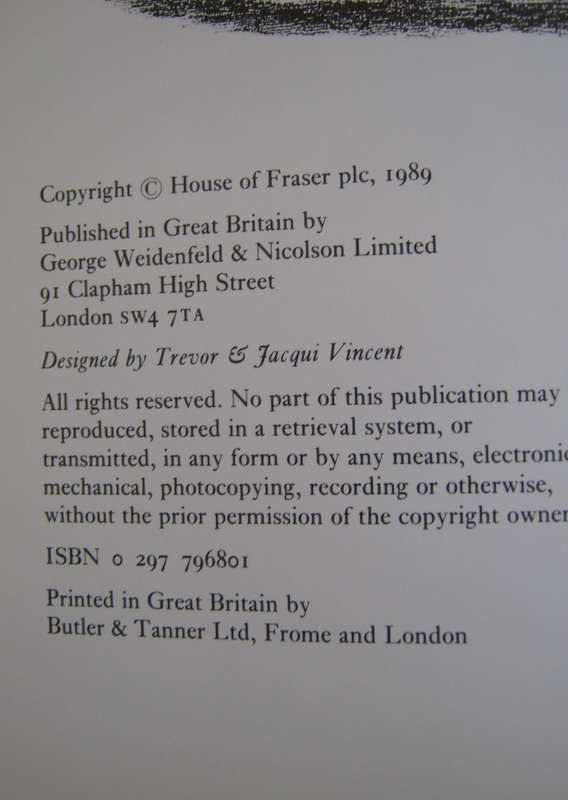 Copyright © House of Fraser plc, 1989
Published in Great Britain by
George Weidenfeld & Nicolson Limited
91 Clapham High Street
London SW4 7TA
Designed by Trevor & Jacqui Vincent
All rights reserved. No part of this publication may
reproduced, stored in a retrieval system, or
transmitted, in any form or by any means, electronic
mechanical, photocopying, recording or otherwise,
without the prior permission of the copyright owner
ISBN 0 297 796801
Printed in Great Britain by
Butler & Tanner Ltd, Frome and London